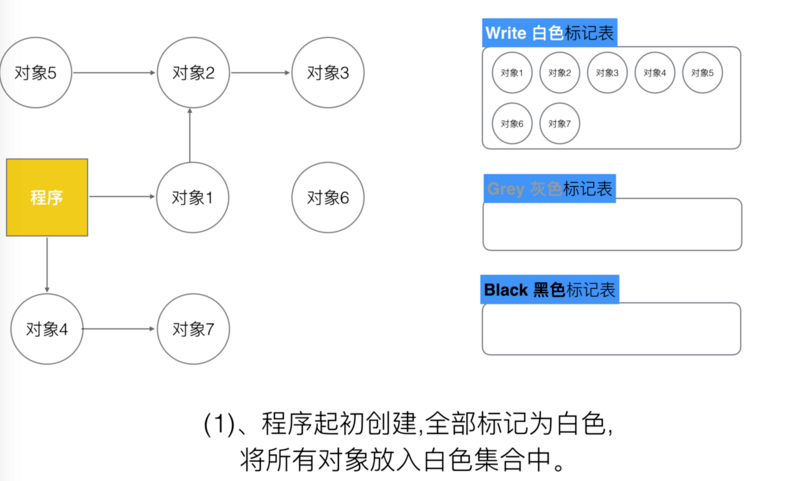 对象5
对象2
对象3
程序
对象1
对象6
对象4
对象7
Write 白色标记表
对象1 对象2 对象3 对象4 对象5
对象6 对象7
Grey 灰色标记表
Black 黑色标记表
(1)、程序起初创建,全部标记为白色,
将所有对象放入白色集合中。